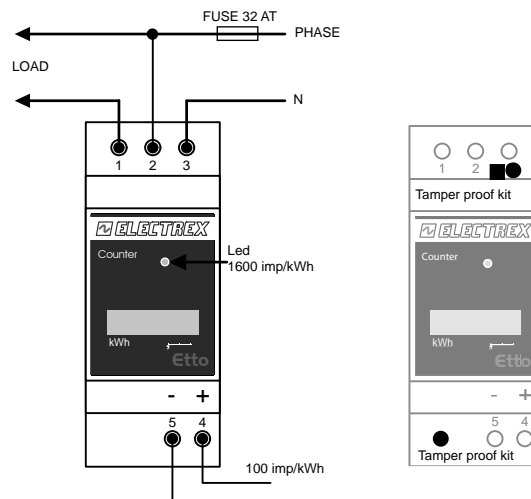 FUSE 32 AT
PHASE
LOAD
N
1 2 3
ELECTREX
Counter
Led
1600 imp/kWh
kWh
Etto
- +
5 4
100 imp/kWh
1 2
Tamper proof kit
ELECTREX
Counter
kWh
Etto
- +
5 4
Tamper proof kit